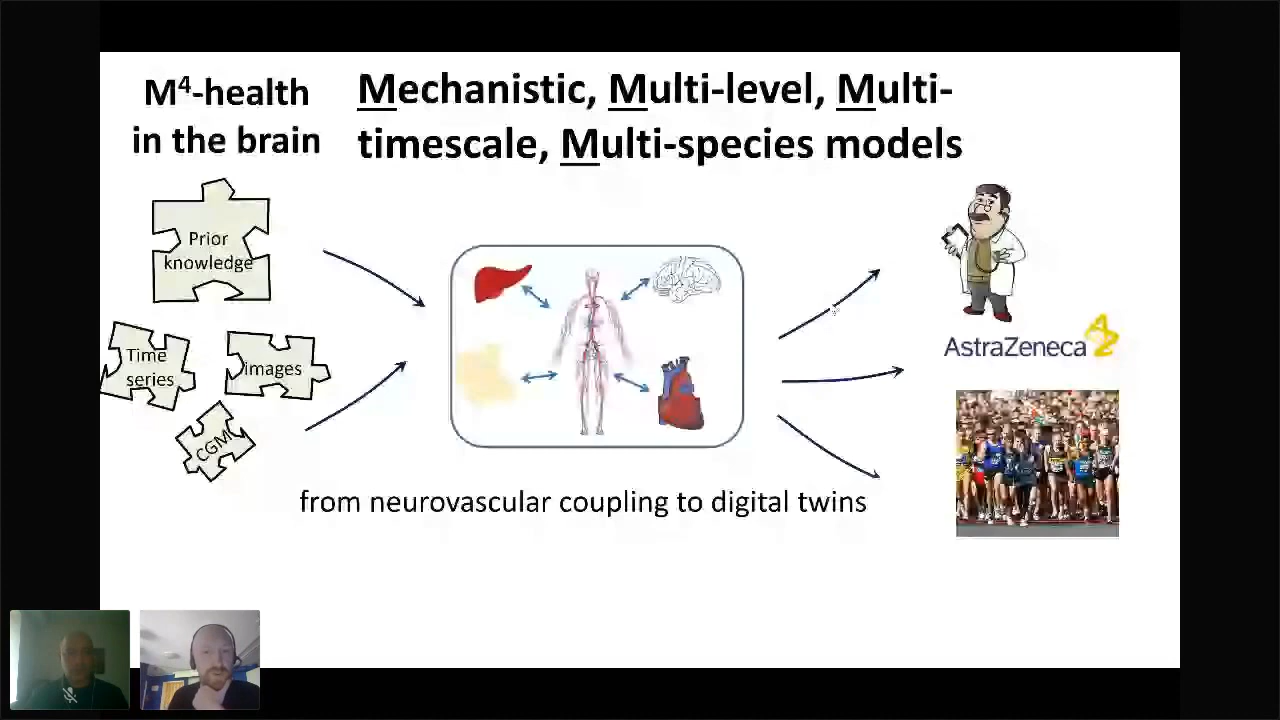 M⁴-health
in the brain
Mechanistic, Multi-level, Multi-
timescale, Multi-species models
Prior
knowledge
Time
series
images
CGM
AstraZeneca
from neurovascular coupling to digital twins